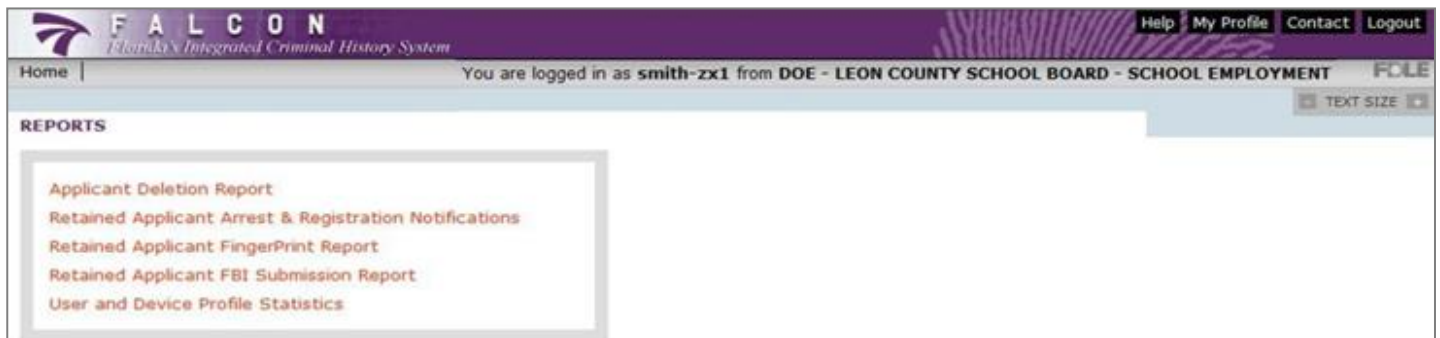 F A L C O N
Florida's Integrated Criminal History System
Help My Profile Contact Logout
Home | You are logged in as smith-zx1 from DOE - LEON COUNTY SCHOOL BOARD - SCHOOL EMPLOYMENT FDLE
- TEXT SIZE +
REPORTS
Applicant Deletion Report
Retained Applicant Arrest & Registration Notifications
Retained Applicant FingerPrint Report
Retained Applicant FBI Submission Report
User and Device Profile Statistics